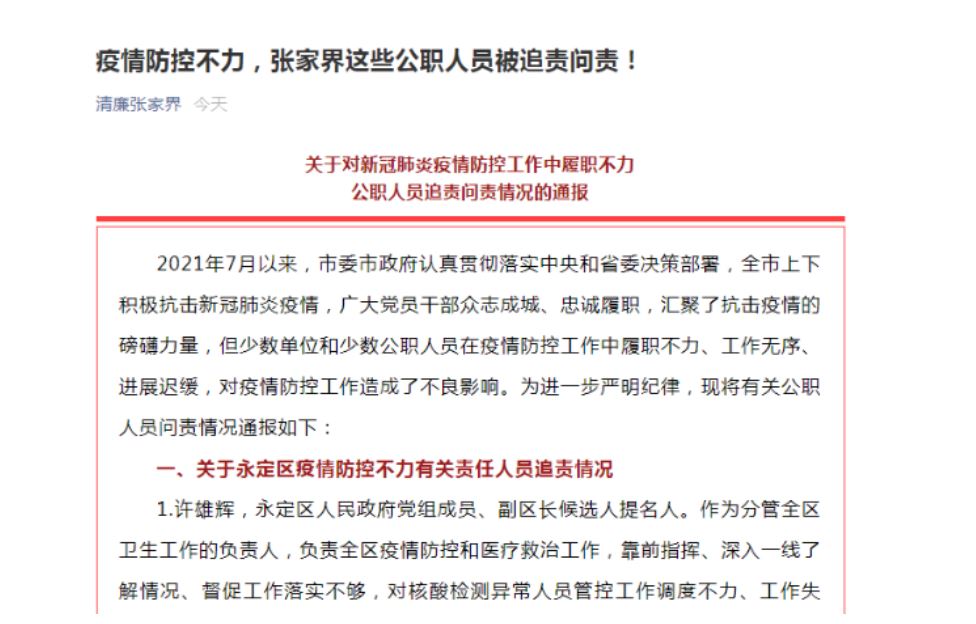 疫情防控不力，张家界这些公职人员被追责问责！
清廉张家界 今天
关于对新冠肺炎疫情防控工作中履职不力
公职人员追责问责情况的通报
2021年7月以来，市委市政府认真贯彻落实中央和省委决策部署，全市上下
积极抗击新冠肺炎疫情，广大党员干部众志成城、忠诚履职，汇聚了抗击疫情的
磅礴力量，但少数单位和少数公职人员在疫情防控工作中履职不力、工作无序、
进展迟缓，对疫情防控工作造成了不良影响。为进一步严明纪律，现将有关公职
人员问责情况通报如下：
一、关于永定区疫情防控不力有关责任人员追责情况
1.许雄辉，永定区人民政府党组成员、副区长候选人提名人。作为分管全区
卫生工作的负责人，负责全区疫情防控和医疗救治工作，靠前指挥、深入一线了
解情况、督促工作落实不够，对核酸检测异常人员管控工作调度不力、工作失